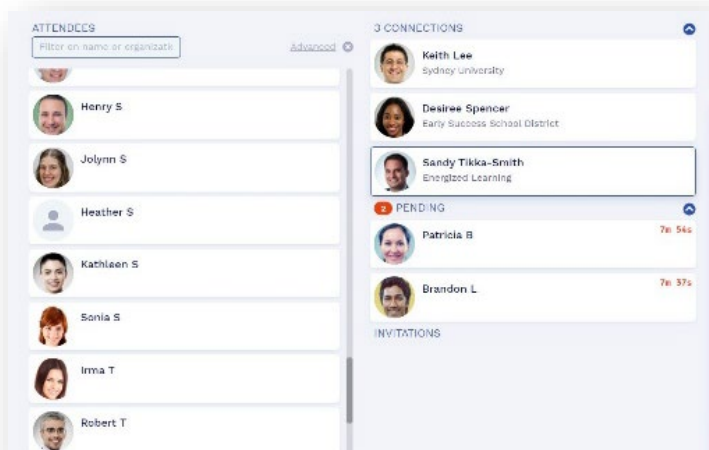 ATTENDEES
Filter on name or organizatio
Advanced
Henry S
Jolynn S
Heather S
Kathleen S
Sonia S
Irma T
Robert T
3 CONNECTIONS
Keith Lee
Sydney University
Desiree Spencer
Early Success School District
Sandy Tikka-Smith
Energized Learning
2 PENDING
Patricia B
7m 54s
Brandon L
7m 37s
INVITATIONS